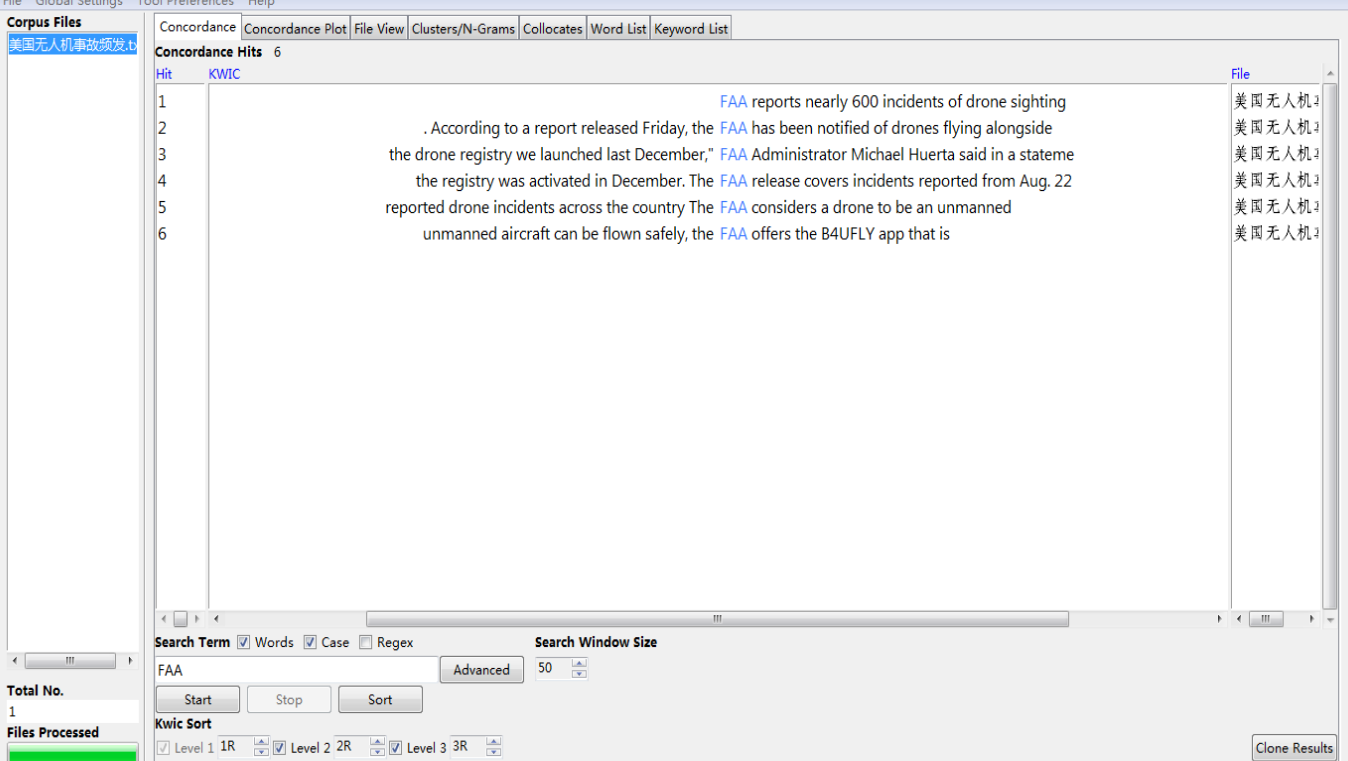 File Global Settings Tool Preferences Help
Corpus Files
美国无人机事故频发.tx
Concordance Concordance Plot File View Clusters/N-Grams Collocates Word List Keyword List
Concordance Hits 6
Hit KWIC File
1 FAA reports nearly 600 incidents of drone sighting 美国无人机
2 . According to a report released Friday, the FAA has been notified of drones flying alongside 美国无人机
3 the drone registry we launched last December," FAA Administrator Michael Huerta said in a stateme 美国无人机
4 the registry was activated in December. The FAA release covers incidents reported from Aug. 22 美国无人机
5 reported drone incidents across the country The FAA considers a drone to be an unmanned 美国无人机
6 unmanned aircraft can be flown safely, the FAA offers the B4UFLY app that is 美国无人机
Search Term Words Case Regex Search Window Size
FAA Advanced 50
Start Stop Sort
Total No.
1
Files Processed
Kwic Sort
Level 1 1R Level 2 2R Level 3 3R
Clone Results